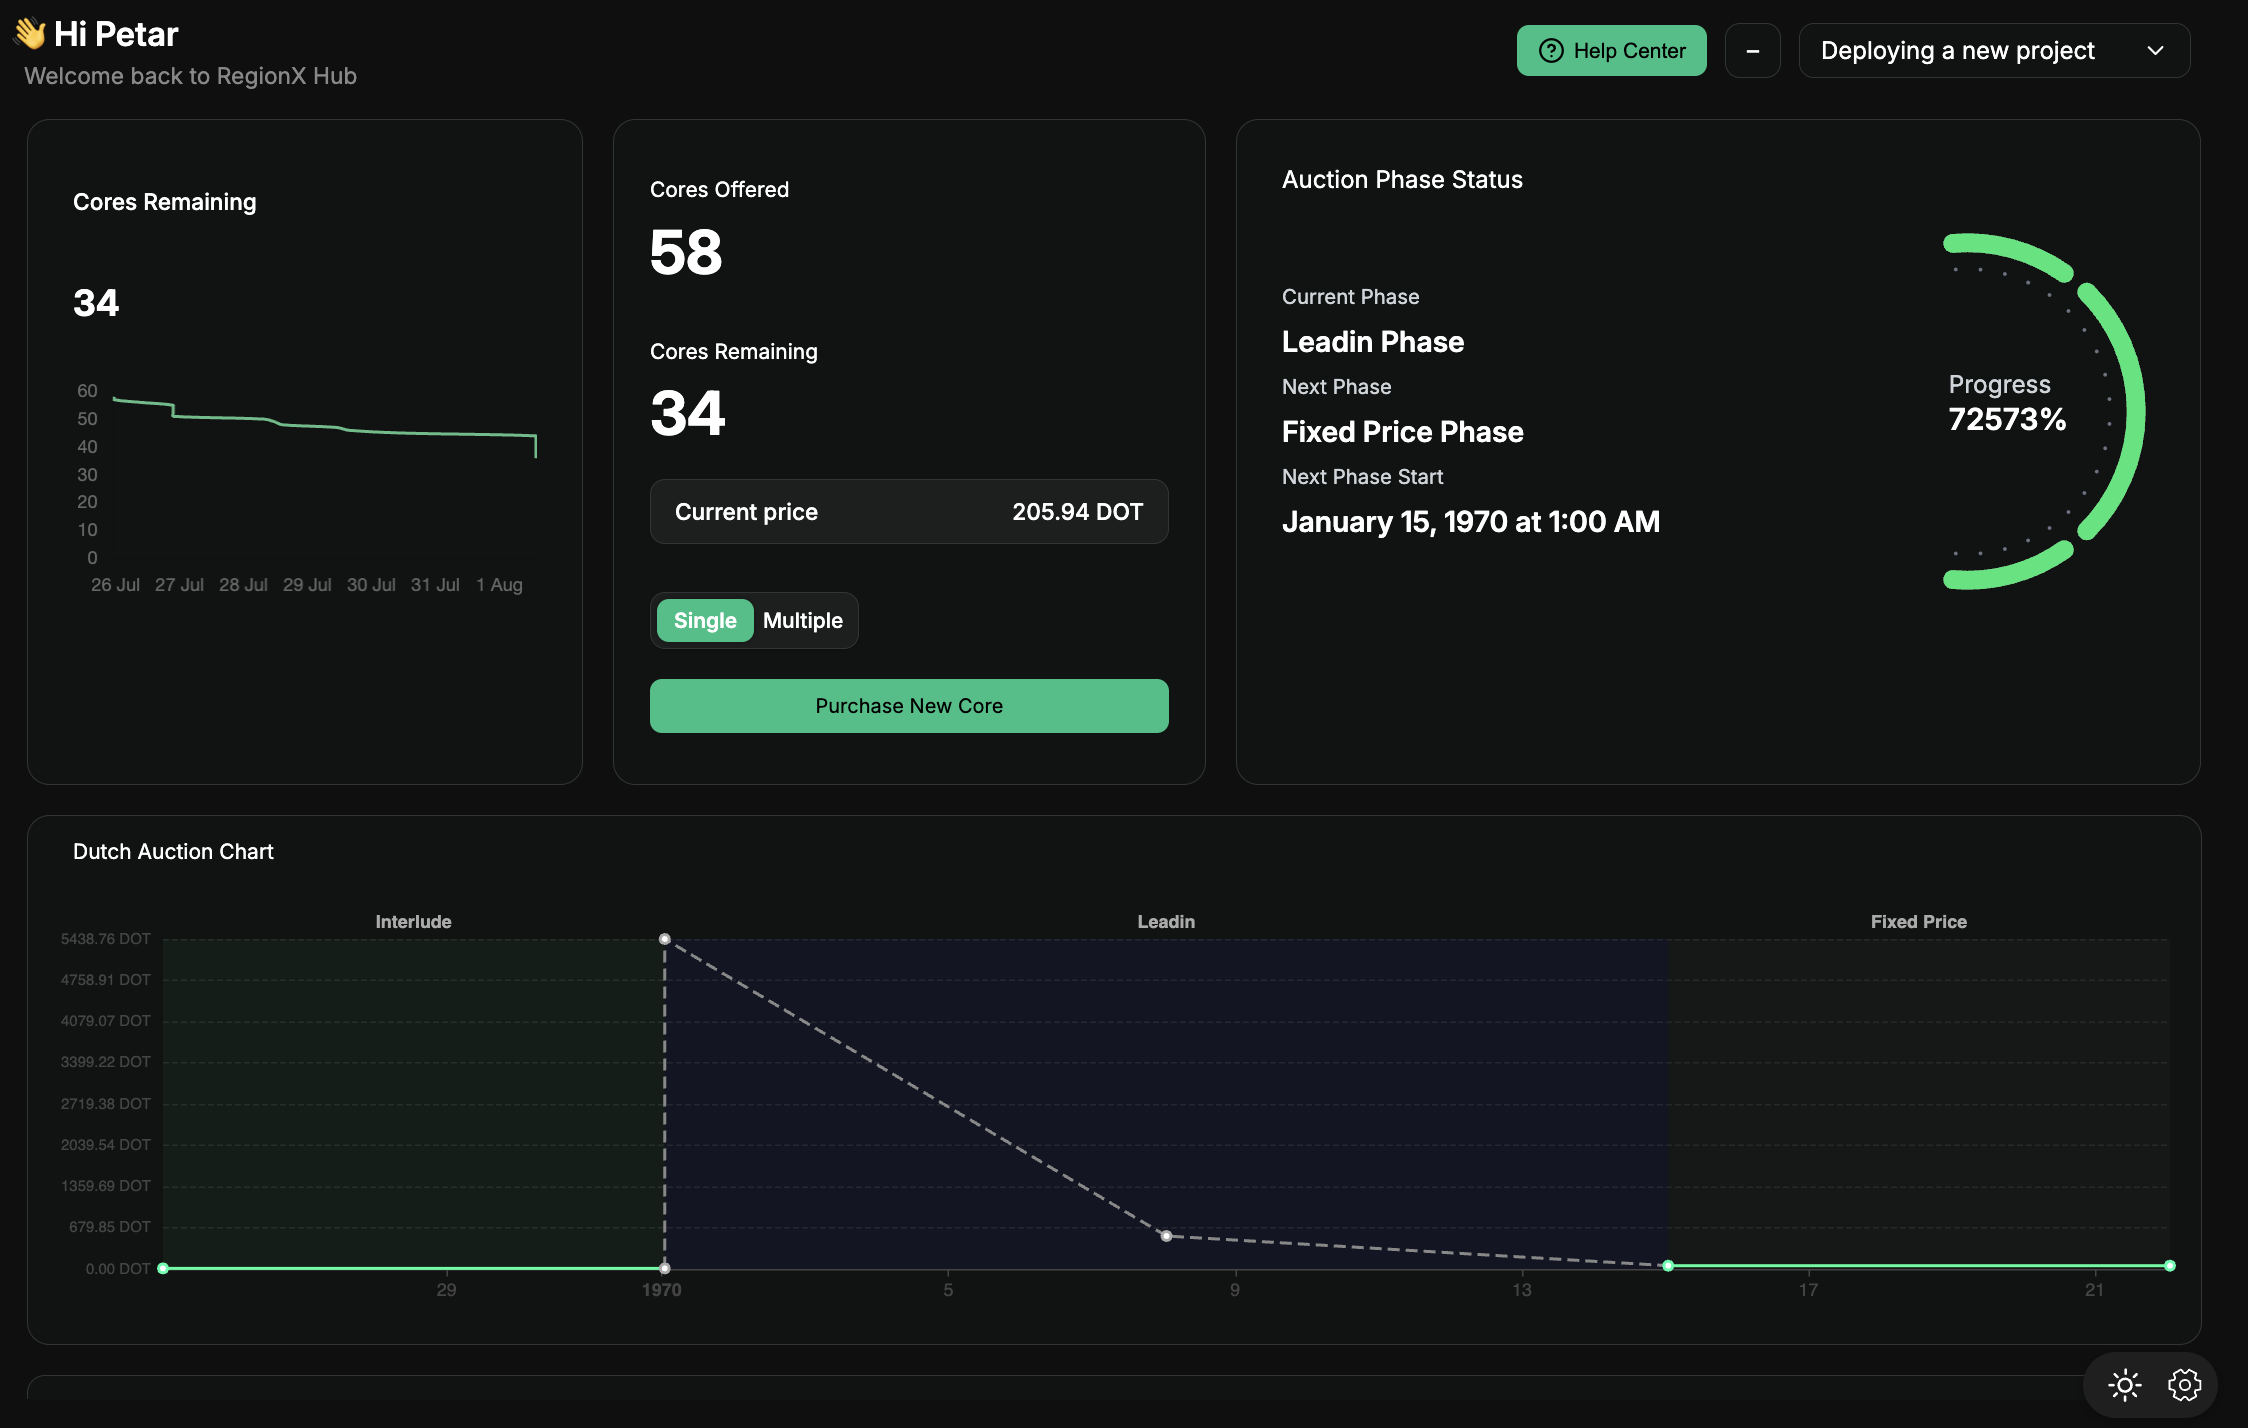 👋 Hi Petar
Welcome back to RegionX Hub
Help Center
–
Deploying a new project
Cores Remaining
34
60
50
40
30
20
10
0
26 Jul 27 Jul 28 Jul 29 Jul 30 Jul 31 Jul 1 Aug
Cores Offered
58
Cores Remaining
34
Current price 205.94 DOT
Single Multiple
Purchase New Core
Auction Phase Status
Current Phase
Leadin Phase
Next Phase
Fixed Price Phase
Next Phase Start
January 15, 1970 at 1:00 AM
Progress
72573%
Dutch Auction Chart
Interlude Leadin Fixed Price
5438.76 DOT
4758.91 DOT
4079.07 DOT
3399.22 DOT
2719.38 DOT
2039.54 DOT
1359.69 DOT
679.85 DOT
0.00 DOT
29 1970 5 9 13 17 21